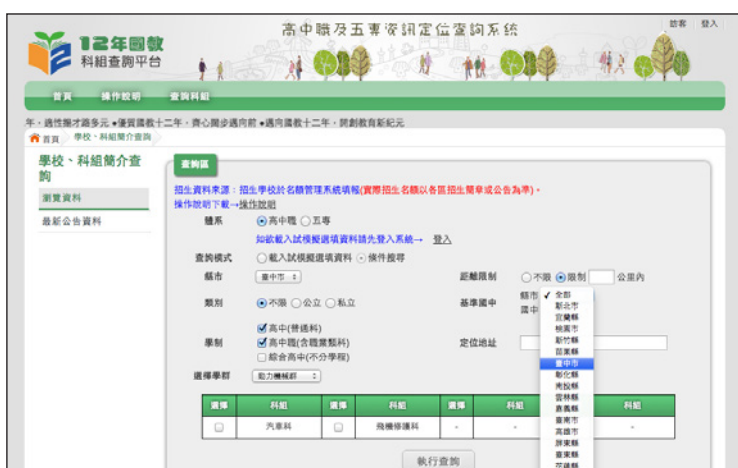 高中職及五專資訊定位查詢系統
訪客 登入
12年國教
科組查詢平台
首頁 操作說明 查詢科組
年，適性揚才路多元 ●優質國教十二年，齊心闊步邁向前 ●邁向國教十二年，開創教育新紀元
首頁 學校、科組簡介查詢
學校、科組簡介查詢
瀏覽資料
最新公告資料
查詢區
招生資料來源：招生學校於名額管理系統填報(實際招生名額以各區招生簡章或公告為準)。
操作說明下載→操作說明
體系 高中職 五專
如欲載入試模擬選填資料請先登入系統→ 登入
查詢模式 載入試模擬選填資料 條件搜尋
縣市 臺中市 距離限制 不限 限制 公里內
類別 不限 公立 私立 基準國中 縣市
國中
學制 高中(普通科)
高中職(含職業類科) 定位地址
綜合高中(不分學程)
選擇學群 動力機械群
全部
新北市
宜蘭縣
桃園市
新竹縣
苗栗縣
臺中市
彰化縣
南投縣
雲林縣
嘉義縣
臺南市
高雄市
屏東縣
臺東縣
花蓮縣
選擇 科組 選擇 科組 選擇 科組 科組
汽車科 飛機修護科 - - -
執行查詢